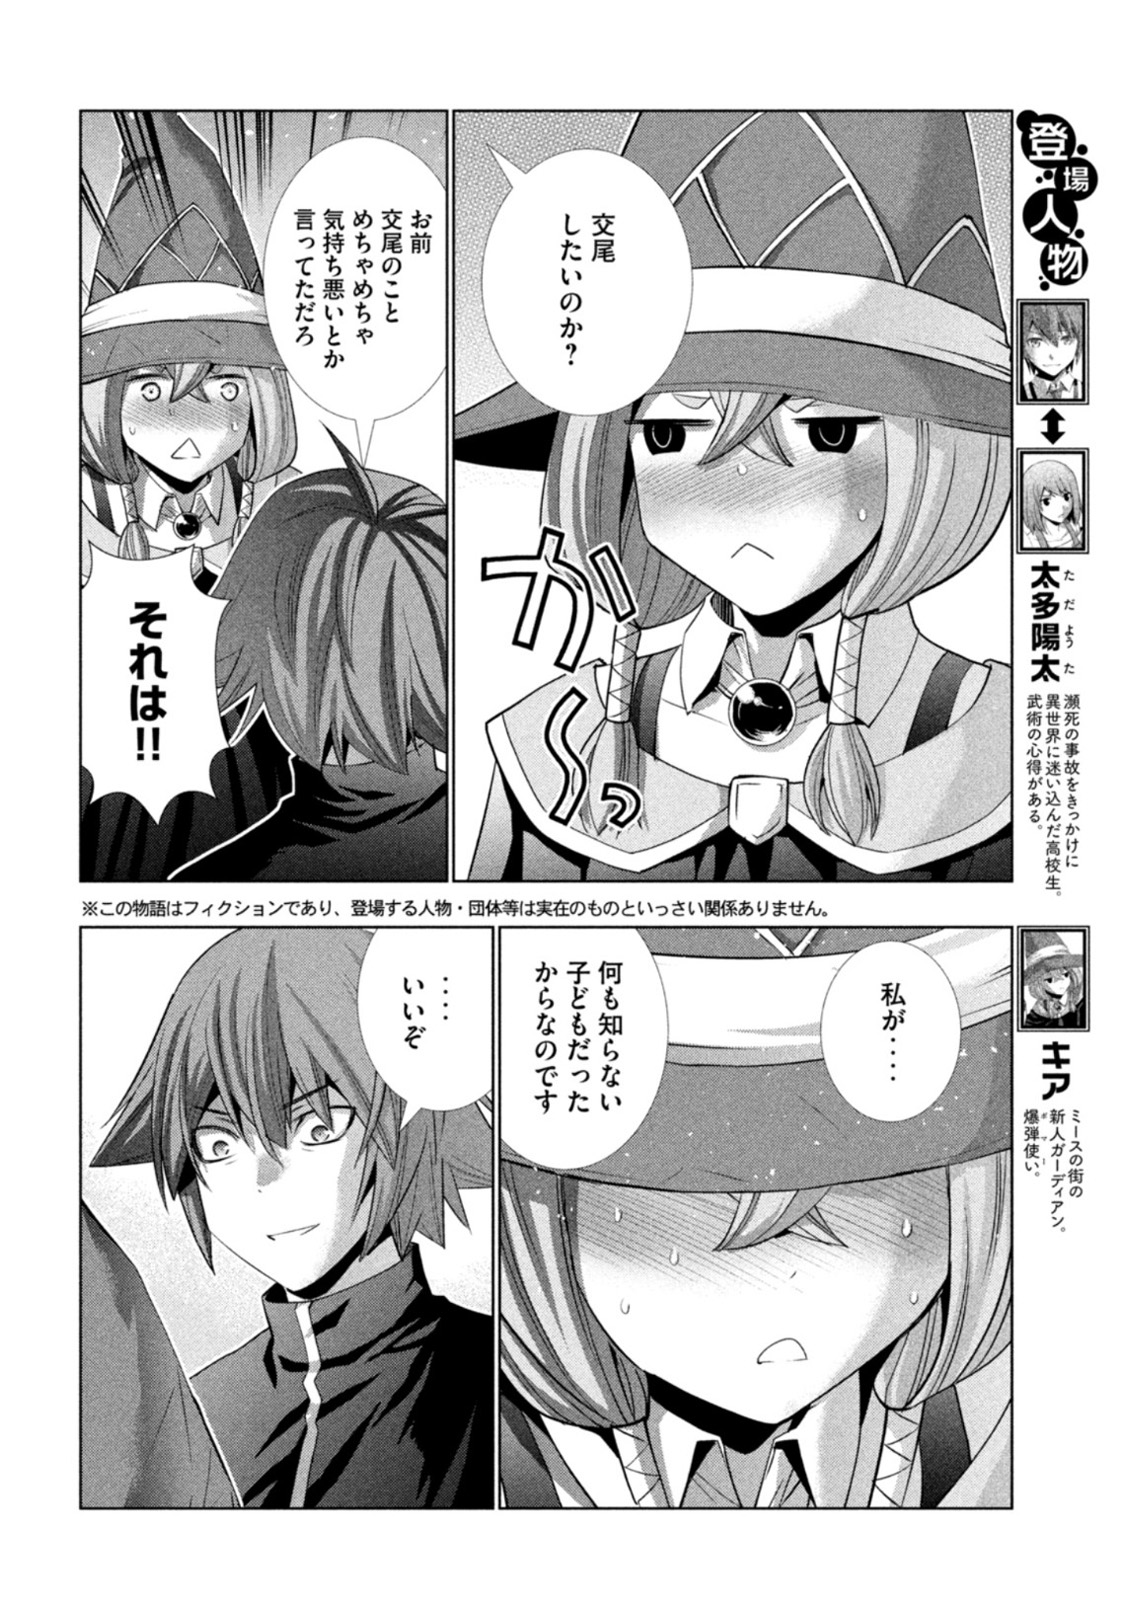 登場人物
太多陽太
ただようた
瀕死の事故をきっかけに
異世界に迷い込んだ高校生。
武術の心得がある。
キア
ミースの街の
新人ガーディアン。
爆弾使い。
ボマー
交尾
したいのか?
かぁ~っ
お前
交尾のこと
めちゃめちゃ
気持ち悪いとか
言ってただろ
それは!!
※この物語はフィクションであり、登場する人物・団体等は実在のものといっさい関係ありません。
私が‥‥
何も知らない
子どもだった
からなのです
‥‥
いいぞ